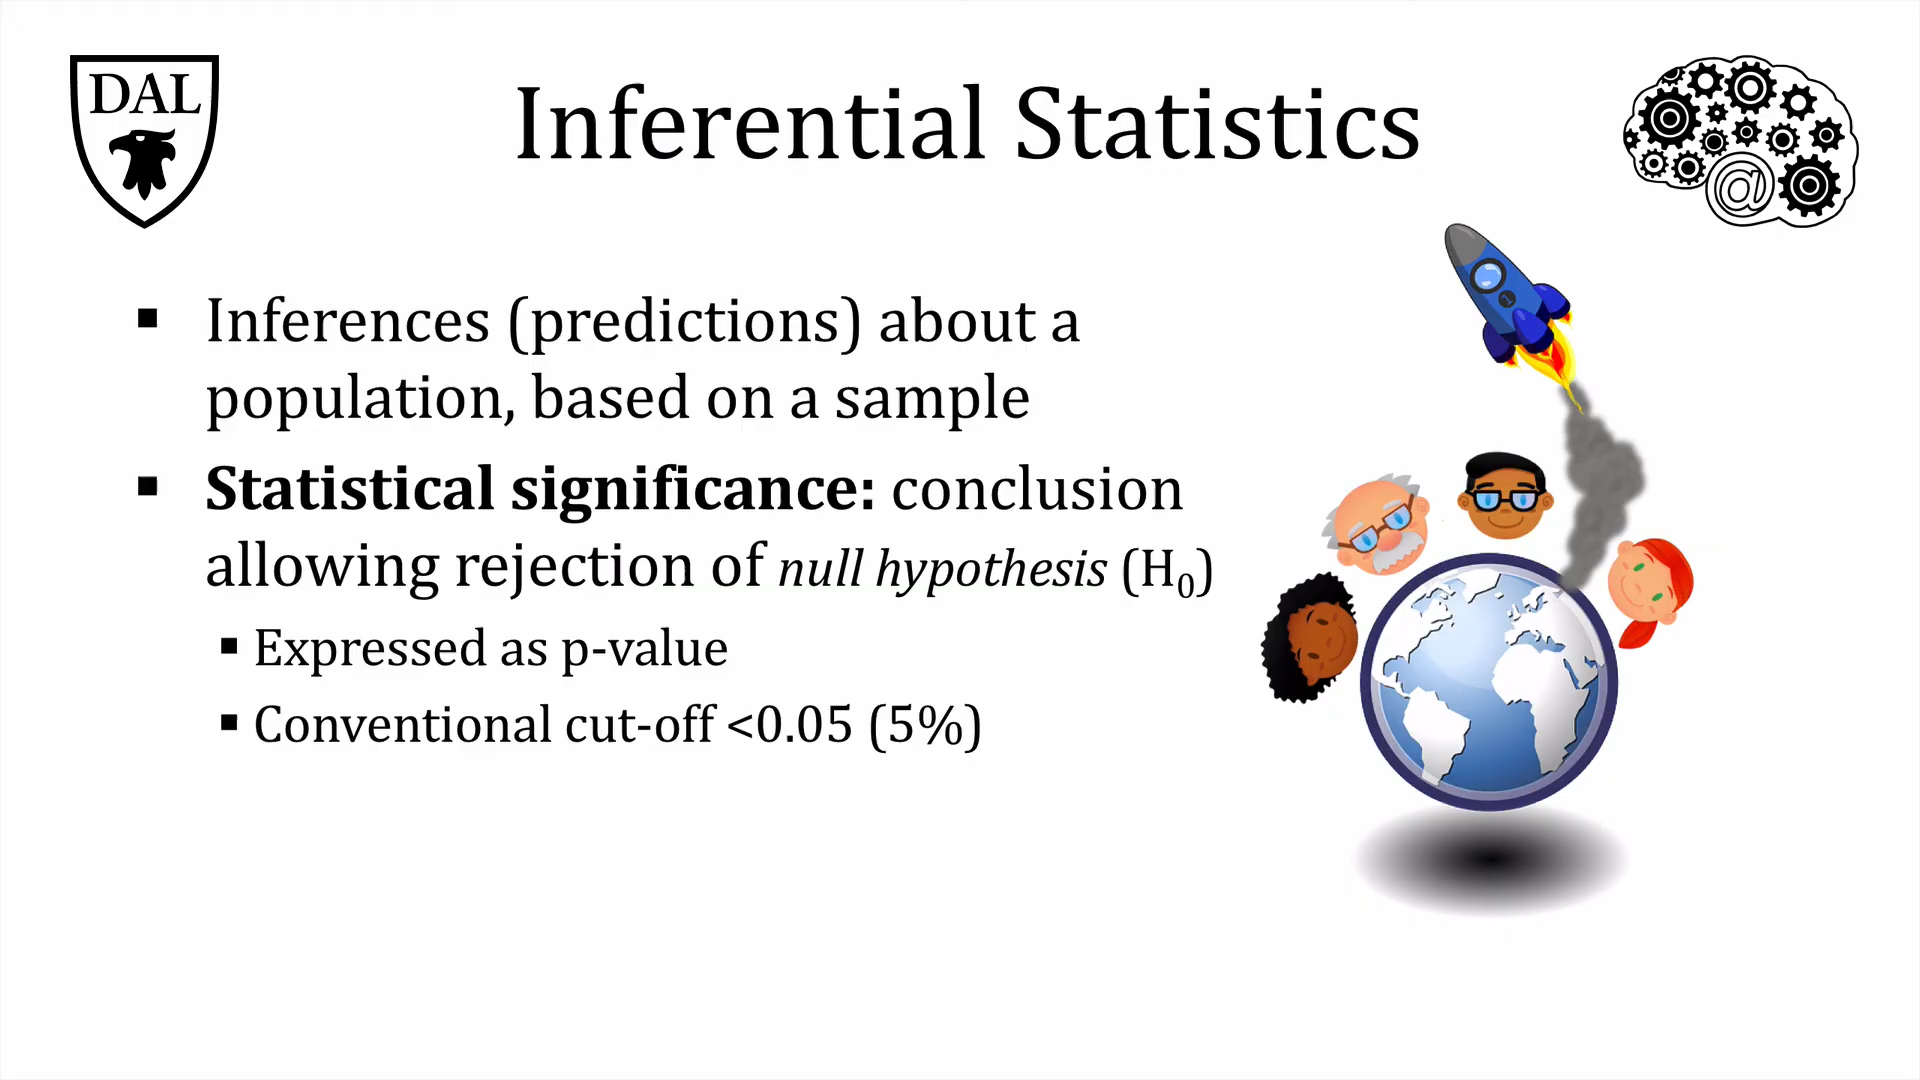 DAL
Inferential Statistics
@
1
▪ Inferences (predictions) about a
population, based on a sample
▪ Statistical significance: conclusion
allowing rejection of null hypothesis (H₀)
▪ Expressed as p-value
▪ Conventional cut-off <0.05 (5%)